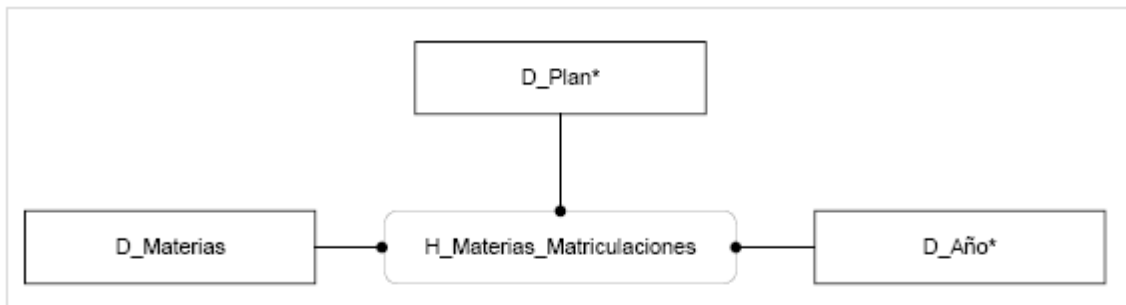 D_Plan*
D_Materias
H_Materias_Matriculaciones
D_Año*